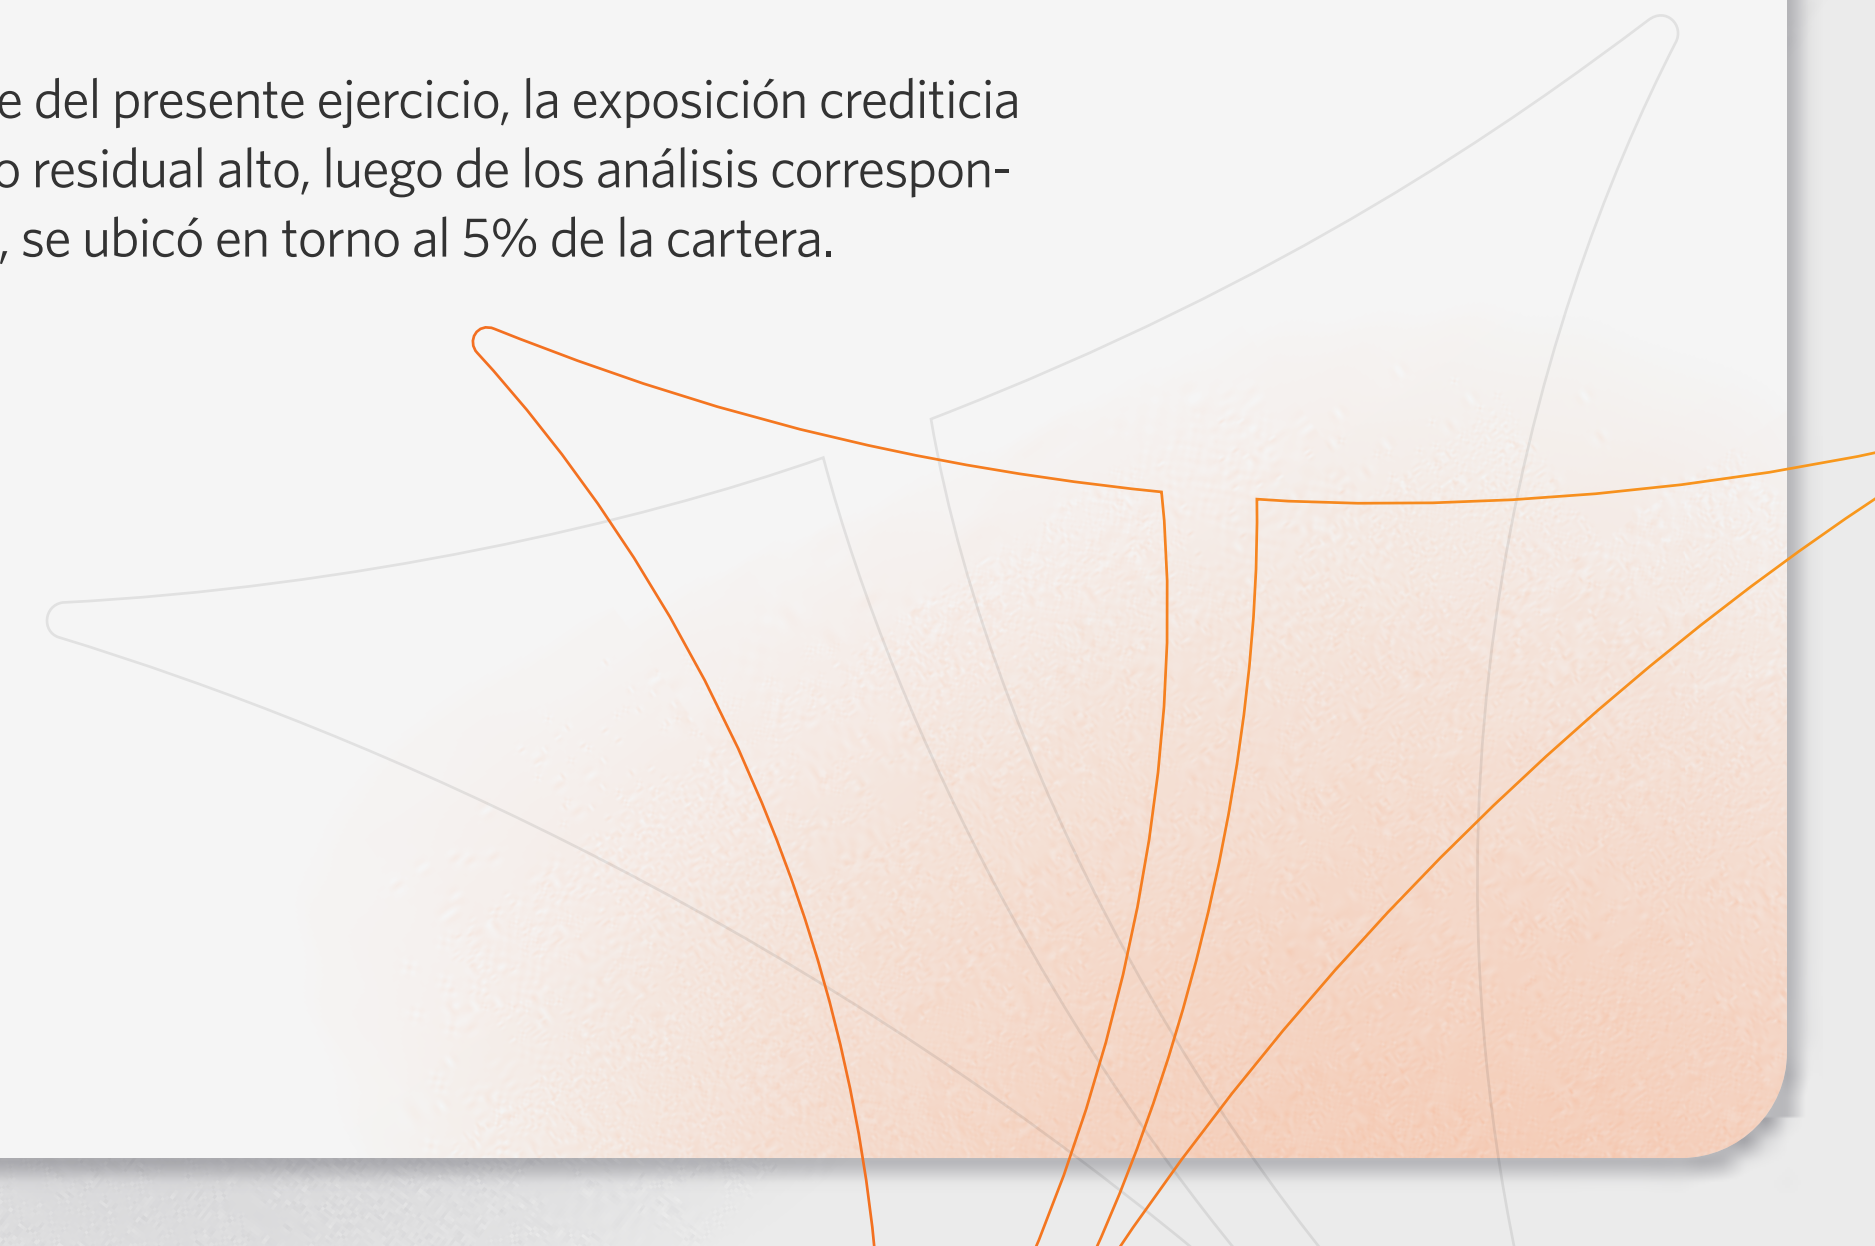 e del presente ejercicio, la exposición crediticia
o residual alto, luego de los análisis correspon-
, se ubicó en torno al 5% de la cartera.